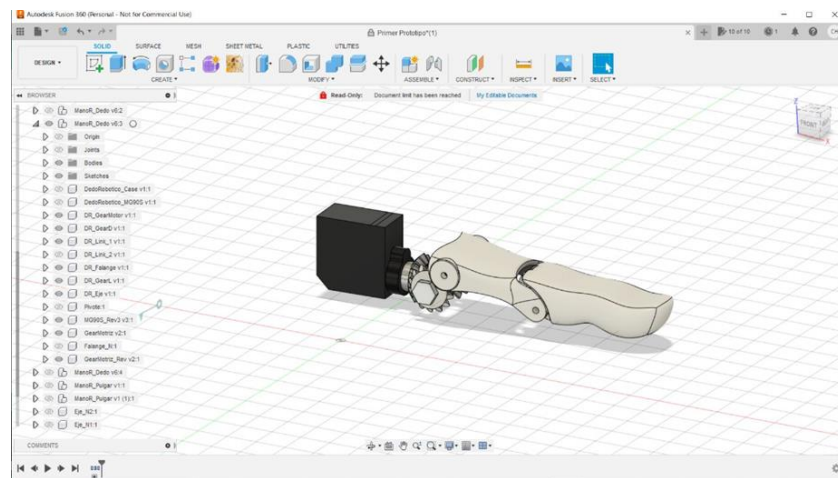 Autodesk Fusion 360 (Personal - Not for Commercial Use)
Primer Prototipo*(1)
10 of 10
1
SOLID SURFACE MESH SHEET METAL PLASTIC UTILITIES
DESIGN
CREATE MODIFY ASSEMBLE CONSTRUCT INSPECT INSERT SELECT
BROWSER
Read-Only: Document limit has been reached My Editable Documents
ManoR_Dedo v6:2
ManoR_Dedo v6:3
Origin
Joints
Bodies
Sketches
DedoRobotico_Case v1:1
DedoRobotico_MG90S v1:1
DR_GearMotor v1:1
DR_GearD v1:1
DR_Link_1 v1:1
DR_Link_2 v1:1
DR_Falange v1:1
DR_GearL v1:1
DR_Eje v1:1
Pivote:1
MG90S_Rev3 v3:1
GearMotriz v2:1
Falange_N:1
GearMotriz_Rev v2:1
ManoR_Dedo v6:4
ManoR_Pulgar v1:1
ManoR_Pulgar v1 (1):1
Eje_N2:1
Eje_N1:1
FRONT
COMMENTS